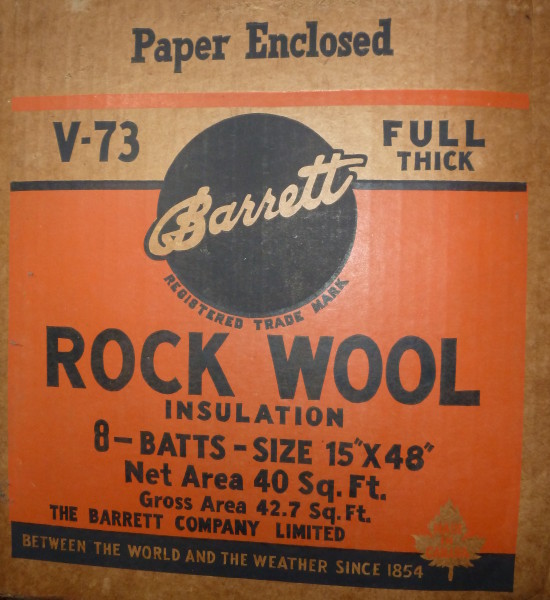 Paper Enclosed
V-73
FULL
THICK
Barrett
REGISTERED TRADE MARK
ROCK WOOL
INSULATION
8-BATTS-SIZE 15"X48"
Net Area 40 Sq. Ft.
Gross Area 42.7 Sq. Ft.
THE BARRETT COMPANY LIMITED
BETWEEN THE WORLD AND THE WEATHER SINCE 1854